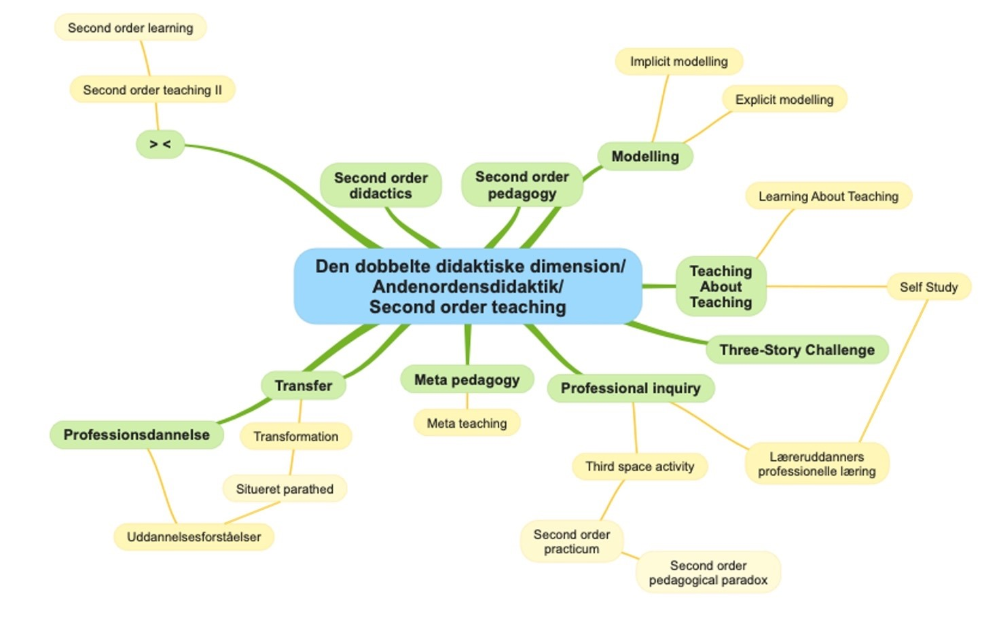 Second order learning
Second order teaching II
> <
Implicit modelling
Explicit modelling
Modelling
Second order
didactics
Second order
pedagogy
Learning About Teaching
Den dobbelte didaktiske dimension/
Andenordensdidaktik/
Second order teaching
Teaching
About
Teaching
Self Study
Three-Story Challenge
Transfer
Meta pedagogy
Professional inquiry
Professionsdannelse
Transformation
Meta teaching
Third space activity
Læreruddanners
professionelle læring
Situeret parathed
Uddannelsesforståelser
Second order
practicum
Second order
pedagogical paradox